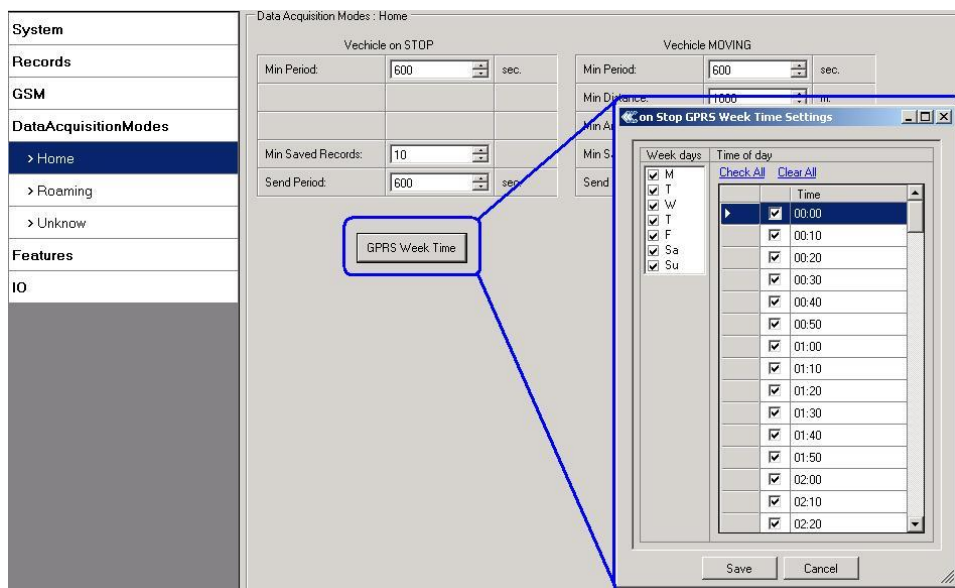 System
Records
GSM
DataAcquisitionModes
> Home
> Roaming
> Unknow
Features
IO
Data Acquisition Modes : Home
Vechicle on STOP
Min Period: 600 sec.
Min Saved Records: 10
Send Period: 600 sec.
GPRS Week Time
Vechicle MOVING
Min Period: 600 sec.
Min Distance: 1000 m.
Min
Min
Send
on Stop GPRS Week Time Settings
Week days
M
T
W
T
F
Sa
Su
Time of day
Check All Clear All
Time
00:00
00:10
00:20
00:30
00:40
00:50
01:00
01:10
01:20
01:30
01:40
01:50
02:00
02:10
02:20
Save Cancel